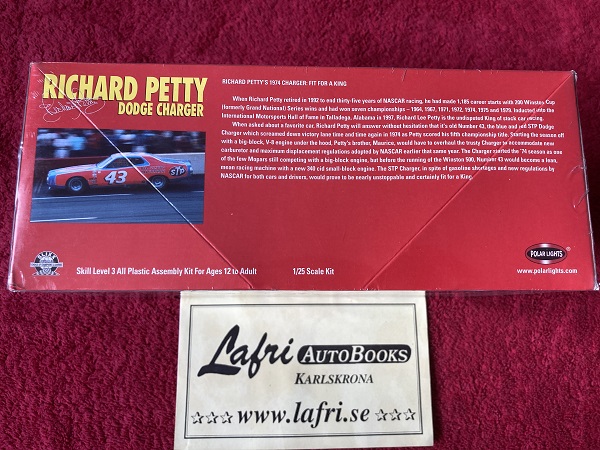 RICHARD PETTY
DODGE CHARGER
43
STP
RICHARD PETTY'S 1974 CHARGER: FIT FOR A KING
When Richard Petty retired in 1992 to end thirty-five years of NASCAR racing, he had made 1,185 career starts with 200 Winston Cup
(formerly Grand National) Series wins and had won seven championships – 1964, 1967, 1971, 1972, 1974, 1975 and 1979. Inducted into the
International Motorsports Hall of Fame in Talladega, Alabama in 1997, Richard Lee Petty is the undisputed King of stock car racing.
When asked about a favorite car, Richard Petty will answer without hesitation that it's old Number 43, the blue and red STP Dodge
Charger which screamed down victory lane time and time again in 1974 as Petty scored his fifth championship title. Starting the season off
with a big-block, V-8 engine under the hood, Petty's brother, Maurice, would have to overhaul the trusty Charger to accommodate new
carburetor and maximum displacement regulations adopted by NASCAR earlier that same year. The Charger started the '74 season as one
of the few Mopars still competing with a big-block engine, but before the running of the Winston 500, Number 43 would become a lean,
mean racing machine with a new 340 cid small-block engine. The STP Charger, in spite of gasoline shortages and new regulations by
NASCAR for both cars and drivers, would prove to be nearly unstoppable and certainly fit for a King.
Skill Level 3 All Plastic Assembly Kit For Ages 12 to Adult
1/25 Scale Kit
POLAR LIGHTS
www.polarlights.com
Lafri AUTOBOOKS
KARLSKRONA
www.lafri.se